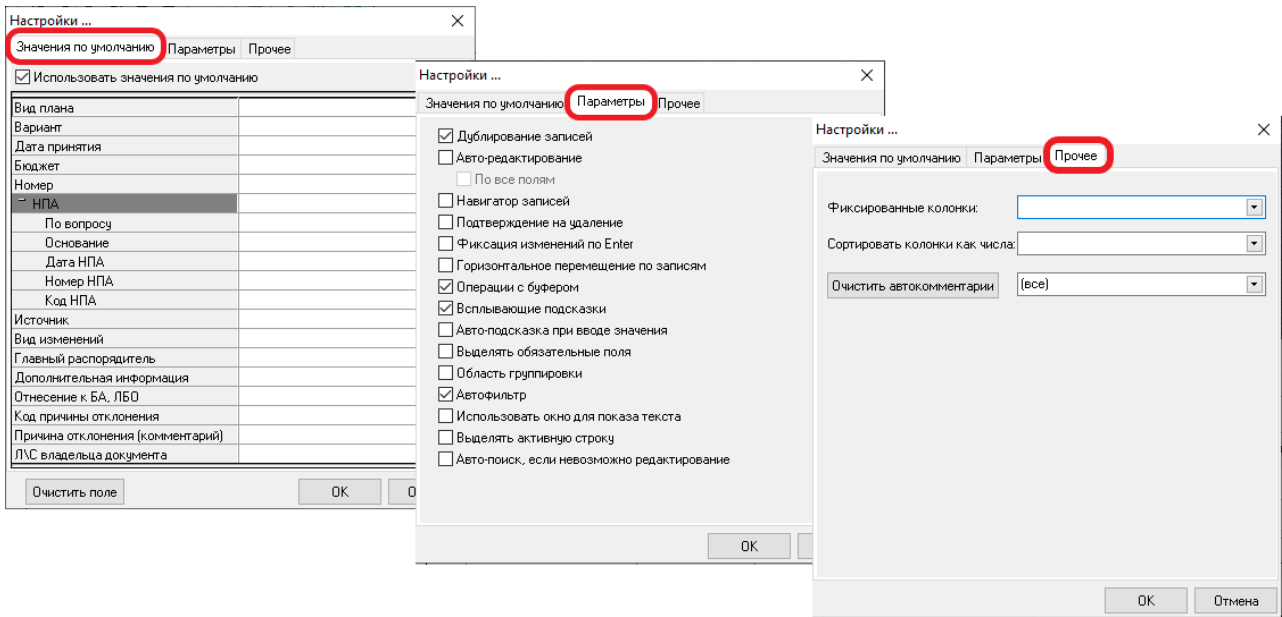 Настройки ...
Значения по умолчанию Параметры Прочее
Использовать значения по умолчанию
Вид плана
Вариант
Дата принятия
Бюджет
Номер
НПА
По вопросу
Основание
Дата НПА
Номер НПА
Код НПА
Источник
Вид изменений
Главный распорядитель
Дополнительная информация
Отнесение к БА, ЛБО
Код причины отклонения
Причина отклонения (комментарий)
Л\С владельца документа
Очистить поле OK О
Настройки ...
Значения по умолчанию Параметры Прочее
Дублирование записей
Авто-редактирование
По все полям
Навигатор записей
Подтверждение на удаление
Фиксация изменений по Enter
Горизонтальное перемещение по записям
Операции с буфером
Всплывающие подсказки
Авто-подсказка при вводе значения
Выделять обязательные поля
Область группировки
Автофильтр
Использовать окно для показа текста
Выделять активную строку
Авто-поиск, если невозможно редактирование
OK
Настройки ...
Значения по умолчанию Параметры Прочее
Фиксированные колонки:
Сортировать колонки как числа:
Очистить автокомментарии (все)
OK Отмена